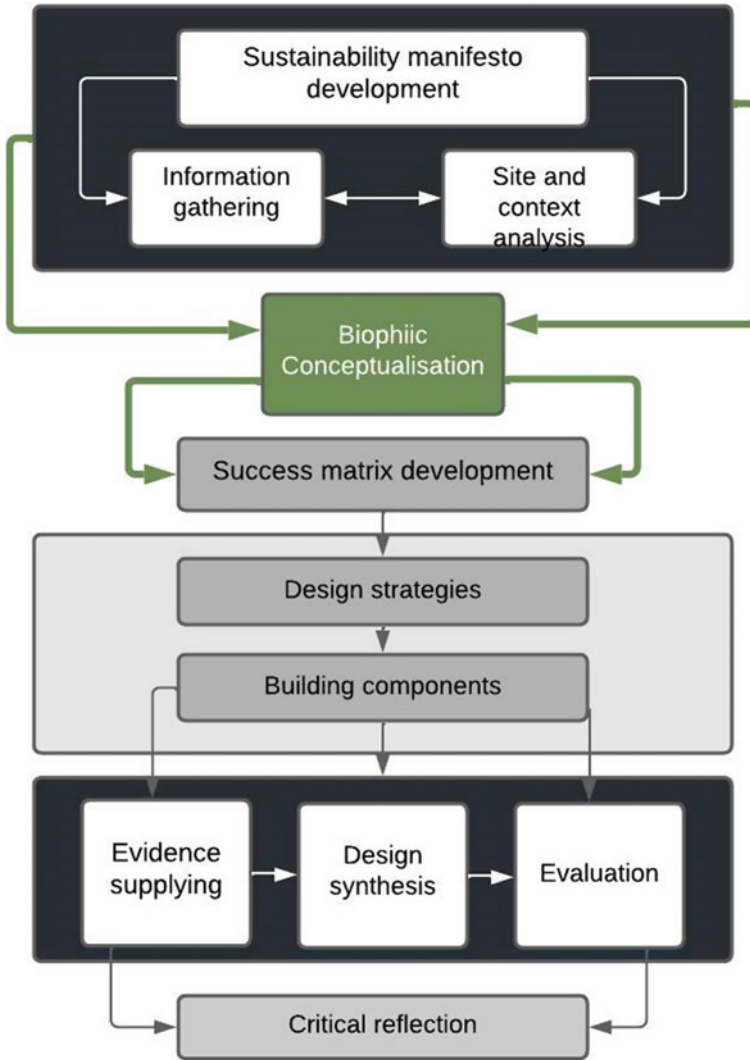 Sustainability manifesto
development
Information
gathering
Site and
context
analysis
Biophiic
Conceptualisation
Success matrix development
Design strategies
Building components
Evidence
supplying
Design
synthesis
Evaluation
Critical reflection